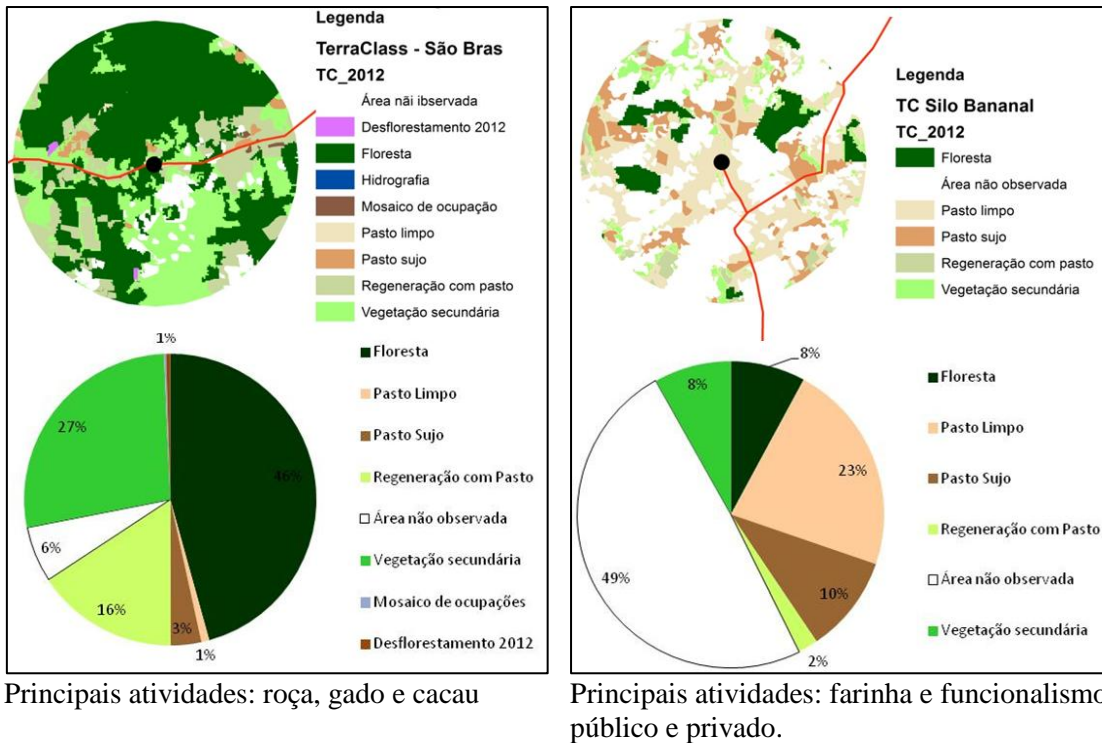 Legenda
TerraClass - São Bras
TC_2012
Área nãi ibservada
Desflorestamento 2012
Floresta
Hidrografia
Mosaico de ocupação
Pasto limpo
Pasto sujo
Regeneração com pasto
Vegetação secundária
1%
46%
27%
6%
16%
3%
1%
Floresta
Pasto Limpo
Pasto Sujo
Regeneração com Pasto
Área não observada
Vegetação secundária
Mosaico de ocupações
Desflorestamento 2012
Principais atividades: roça, gado e cacau
Legenda
TC Silo Bananal
TC_2012
Floresta
Área não observada
Pasto limpo
Pasto sujo
Regeneração com pasto
Vegetação secundária
8%
8%
23%
49%
10%
2%
Floresta
Pasto Limpo
Pasto Sujo
Regeneração com Pasto
Área não observada
Vegetação secundária
Principais atividades: farinha e funcionalismo
público e privado.